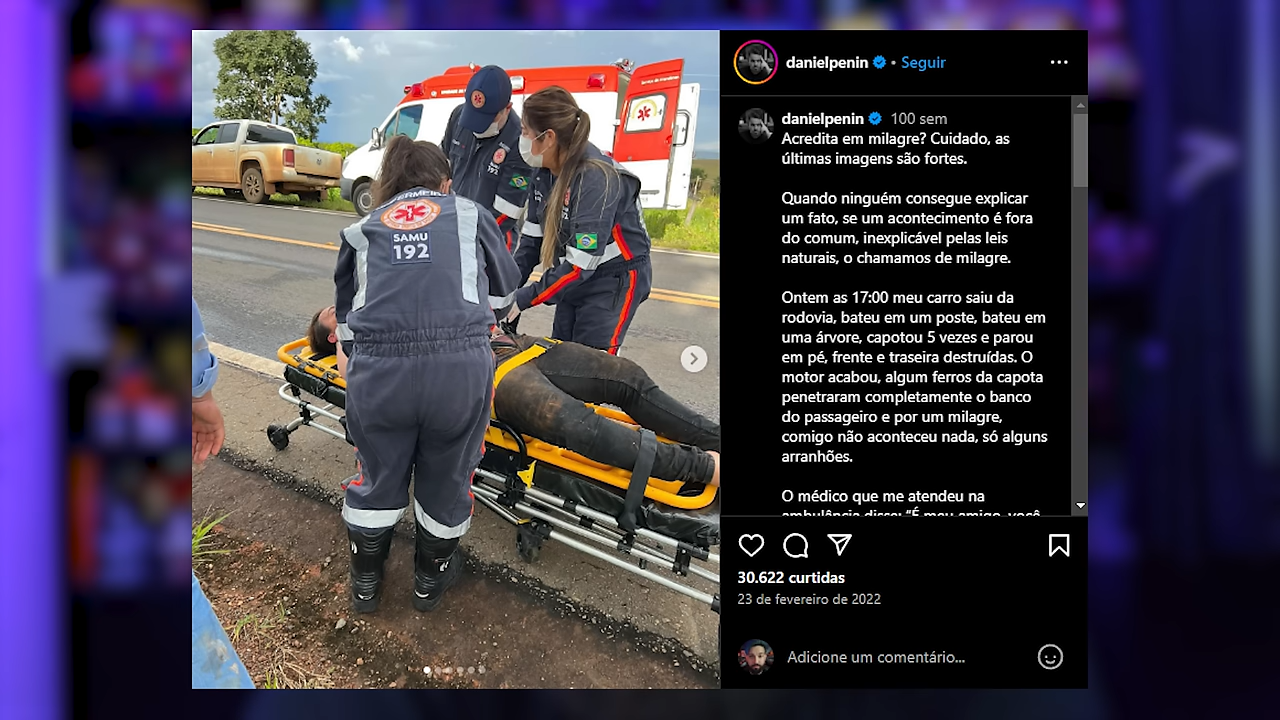 danielpenin • Seguir
danielpenin 100 sem
Acredita em milagre? Cuidado, as
últimas imagens são fortes.
Quando ninguém consegue explicar
um fato, se um acontecimento é fora
do comum, inexplicável pelas leis
naturais, o chamamos de milagre.
Ontem as 17:00 meu carro saiu da
rodovia, bateu em um poste, bateu em
uma árvore, capotou 5 vezes e parou
em pé, frente e traseira destruídas. O
motor acabou, algum ferros da capota
penetraram completamente o banco
do passageiro e por um milagre,
comigo não aconteceu nada, só alguns
arranhões.
O médico que me atendeu na
ambulância disse: "É meu amigo, você
30.622 curtidas
23 de fevereiro de 2022
Adicione um comentário...
SAMU
192